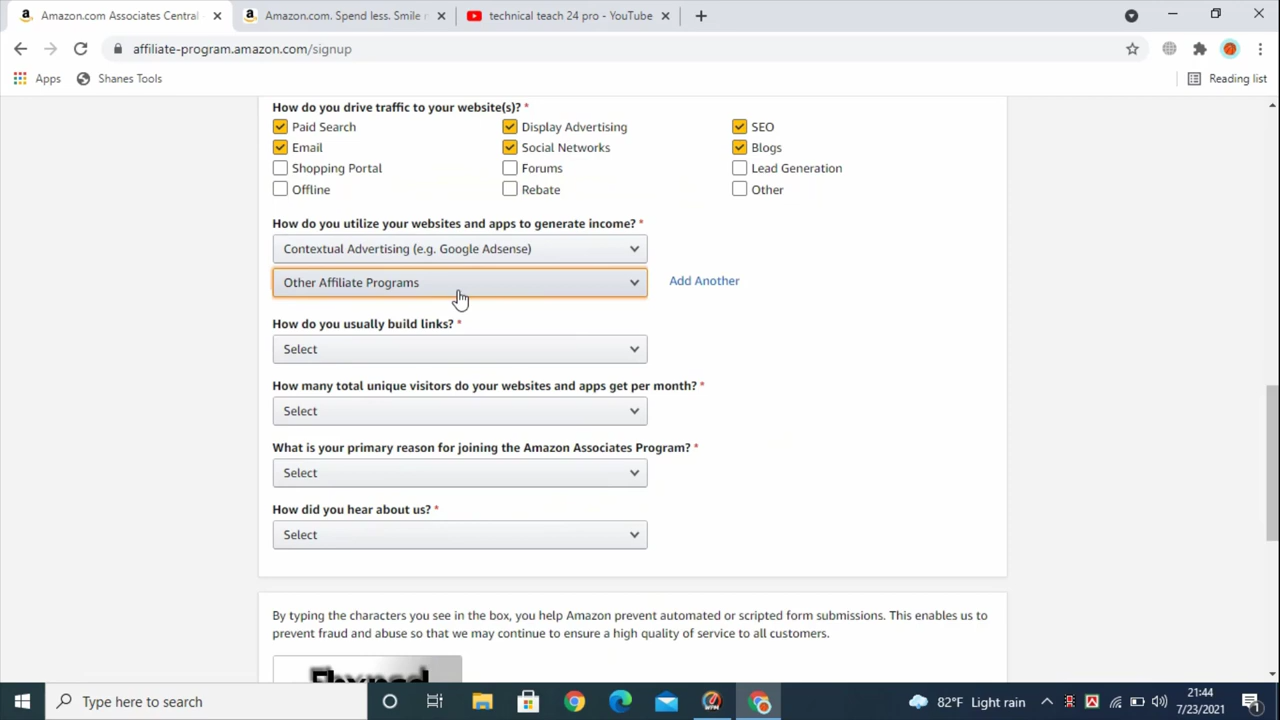 Amazon.com Associates Central -
Amazon.com. Spend less. Smile m
technical teach 24 pro - YouTube
affiliate-program.amazon.com/signup
Apps
Shanes Tools
Reading list
How do you drive traffic to your website(s)? *
Paid Search
Display Advertising
SEO
Email
Social Networks
Blogs
Shopping Portal
Forums
Lead Generation
Offline
Rebate
Other
How do you utilize your websites and apps to generate income? *
Contextual Advertising (e.g. Google Adsense)
Other Affiliate Programs
Add Another
How do you usually build links? *
Select
How many total unique visitors do your websites and apps get per month? *
Select
What is your primary reason for joining the Amazon Associates Program? *
Select
How did you hear about us? *
Select
By typing the characters you see in the box, you help Amazon prevent automated or scripted form submissions. This enables us to
prevent fraud and abuse so that we may continue to ensure a high quality of service to all customers.
Type here to search
82°F Light rain
21:44
7/23/2021